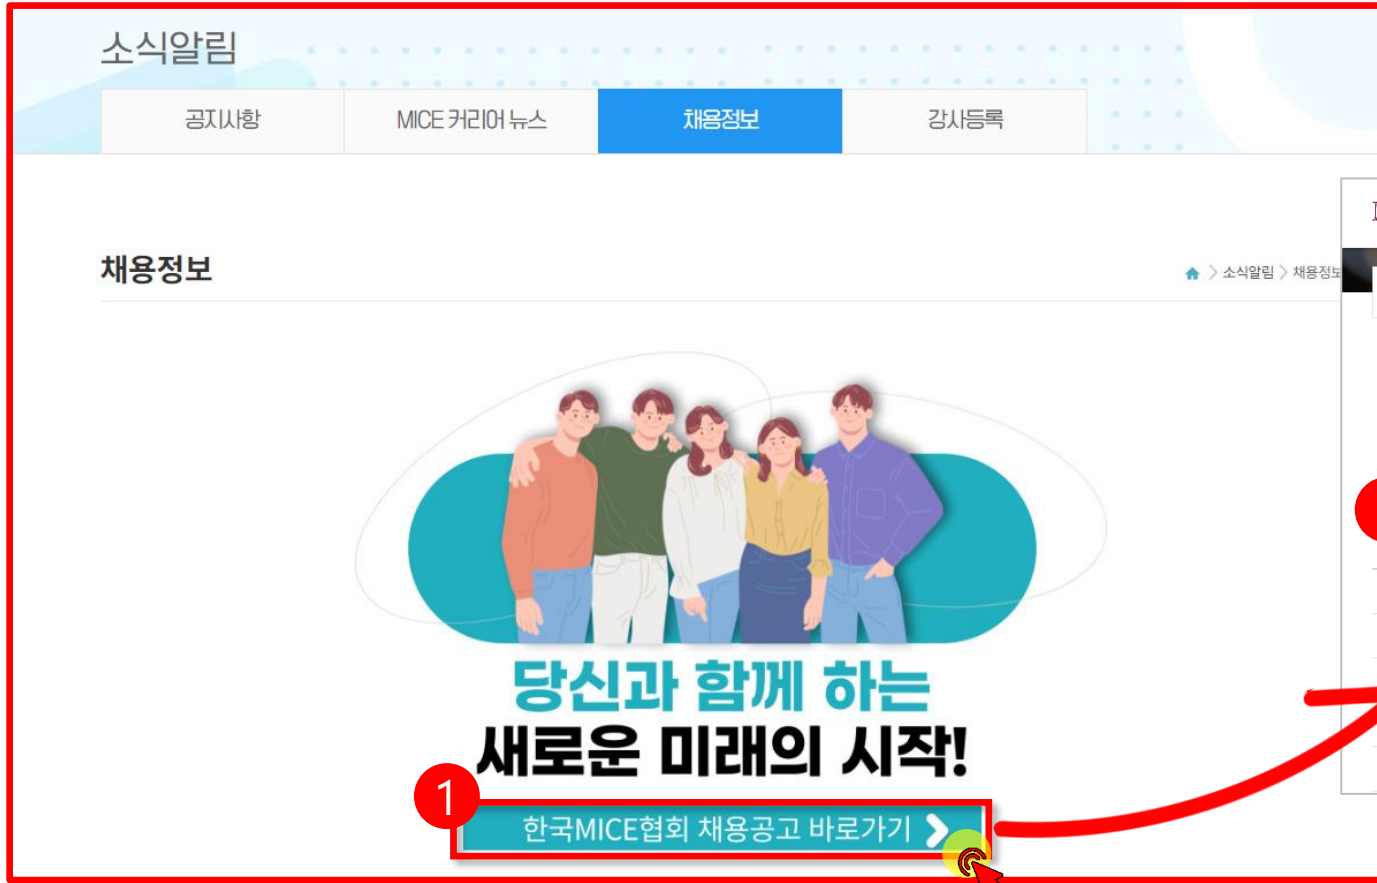 소식알림
공지사항
MICE 커리어 뉴스
채용정보
강사등록
채용정보
소식알림 > 채용정보
당신과 함께 하는
새로운 미래의 시작!
1
한국MICE협회 채용공고 바로가기